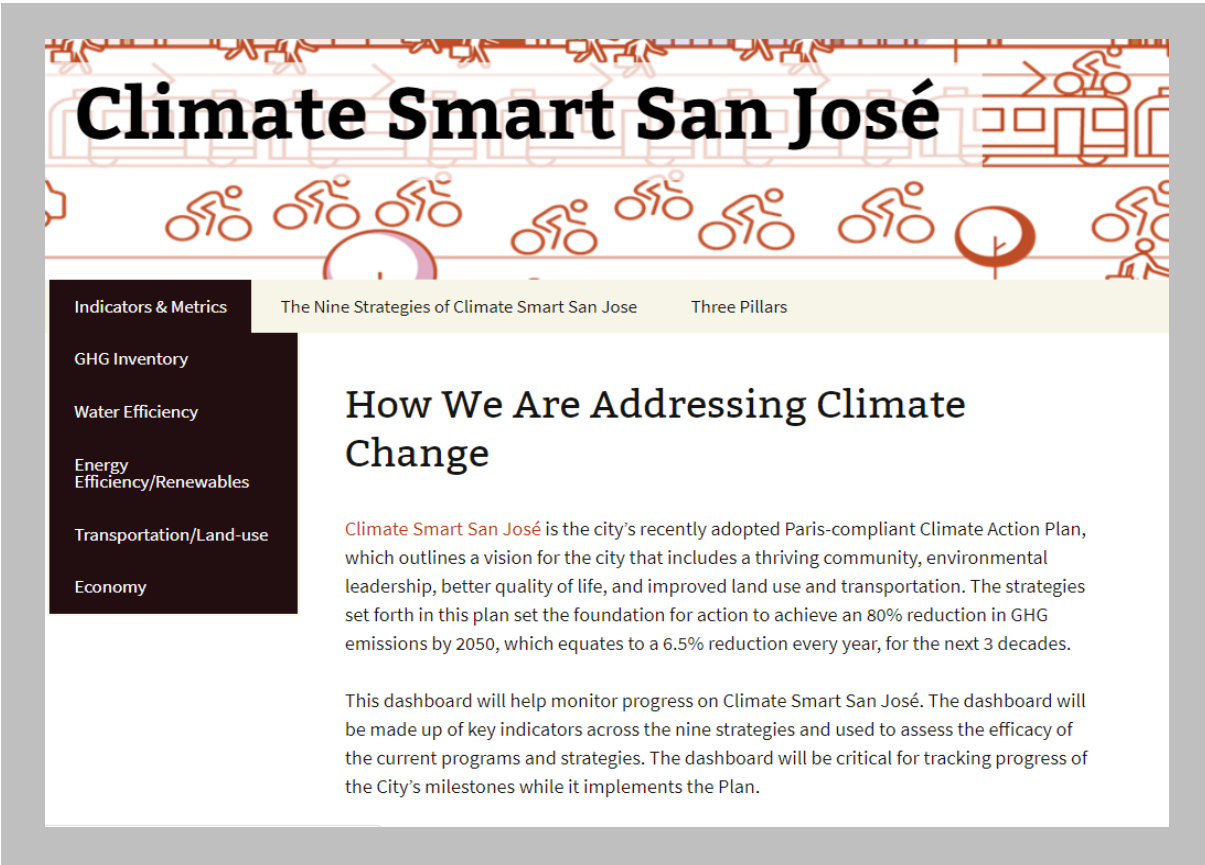 Climate Smart San José
Indicators & Metrics
The Nine Strategies of Climate Smart San Jose
Three Pillars
GHG Inventory
Water Efficiency
Energy
Efficiency/Renewables
Transportation/Land-use
Economy
How We Are Addressing Climate
Change
Climate Smart San José is the city’s recently adopted Paris-compliant Climate Action Plan,
which outlines a vision for the city that includes a thriving community, environmental
leadership, better quality of life, and improved land use and transportation. The strategies
set forth in this plan set the foundation for action to achieve an 80% reduction in GHG
emissions by 2050, which equates to a 6.5% reduction every year, for the next 3 decades.
This dashboard will help monitor progress on Climate Smart San José. The dashboard will
be made up of key indicators across the nine strategies and used to assess the efficacy of
the current programs and strategies. The dashboard will be critical for tracking progress of
the City’s milestones while it implements the Plan.